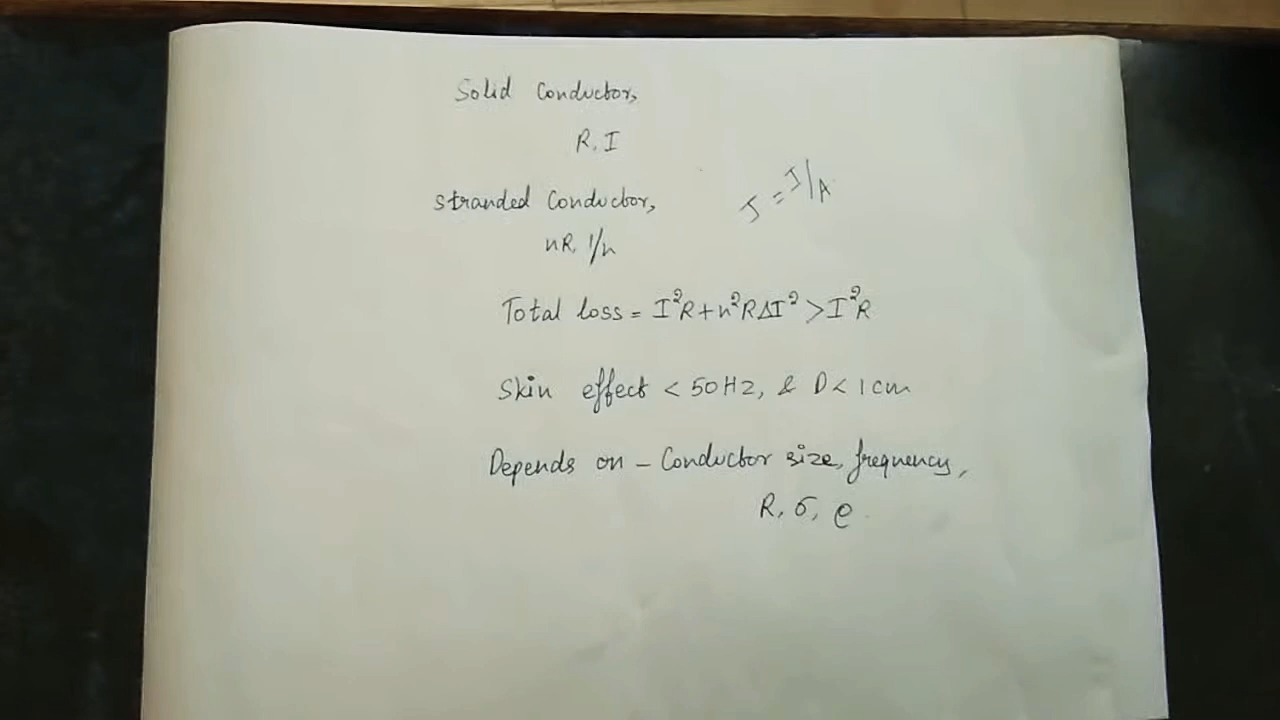 Solid Conductor,
R, I
Stranded Conductor,
J = I/A
nR, I/n
Total loss = I²R + n²RΔI² > I²R
Skin effect < 50Hz, & D < 1cm
Depends on - Conductor size, frequency,
R, σ, ρ